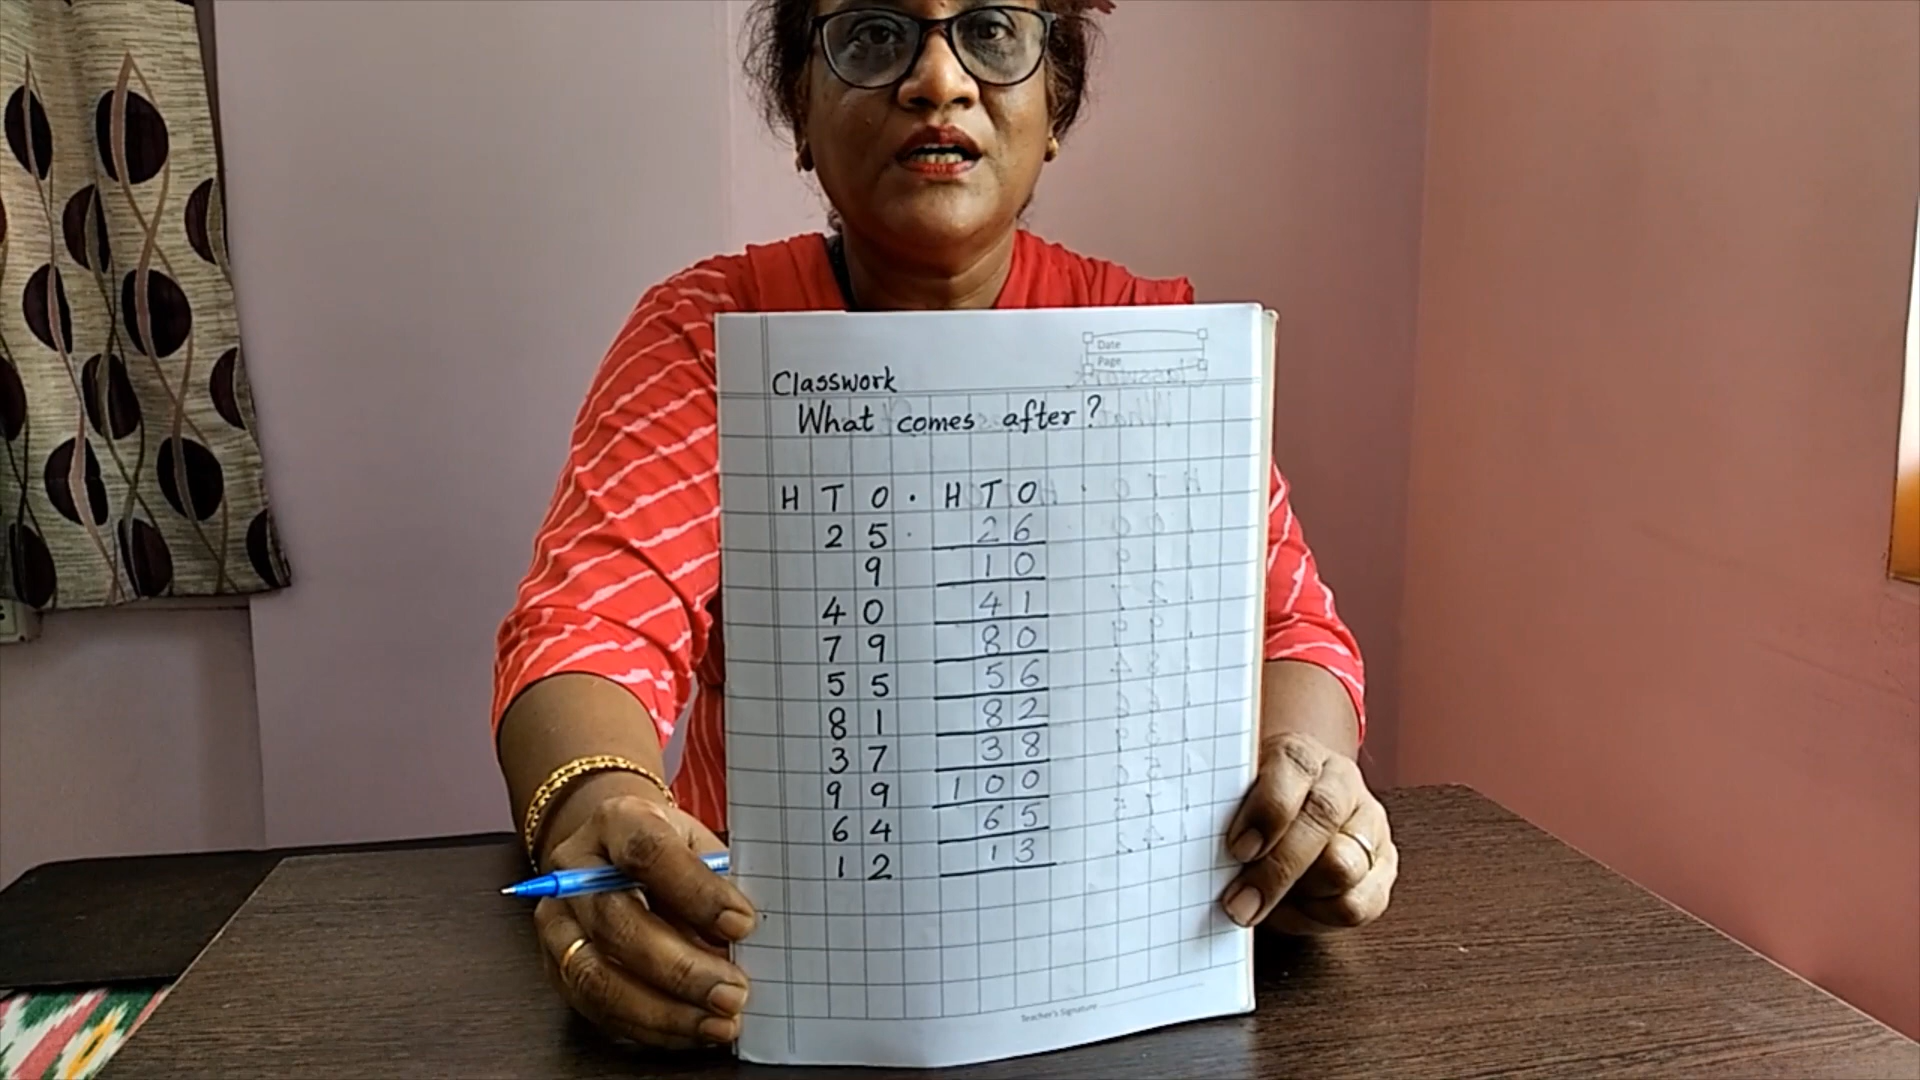 Date
Page
Classwork
What comes after?
H T O . H T O
2 5 . 2 6
9 1 0
4 0 4 1
7 9 8 0
5 5 5 6
8 1 8 2
3 7 3 8
9 9 1 0 0
6 4 6 5
1 2 1 3
Teacher's Signature